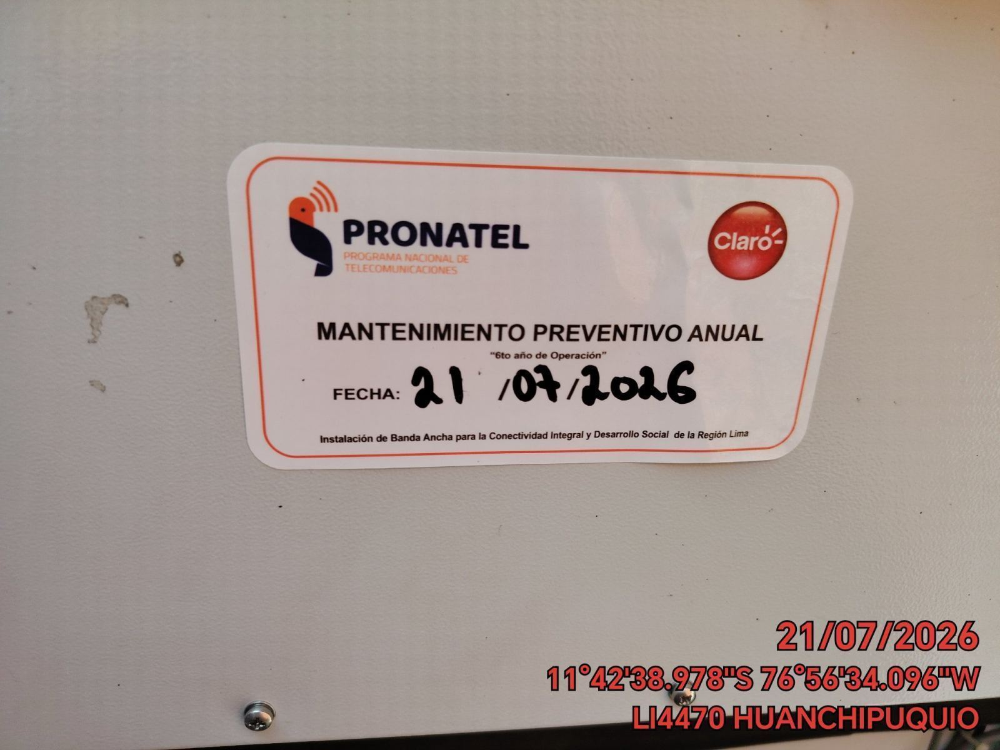 PRONATEL
PROGRAMA NACIONAL DE
TELECOMUNICACIONES
Claro
MANTENIMIENTO PREVENTIVO ANUAL
“6to año de Operación”
FECHA: 21 /07/2026
Instalación de Banda Ancha para la Conectividad Integral y Desarrollo Social de la Región Lima
21/07/2026
11°42'38.978"S 76°56'34.096"W
LI4470 HUANCHIPUQUIO